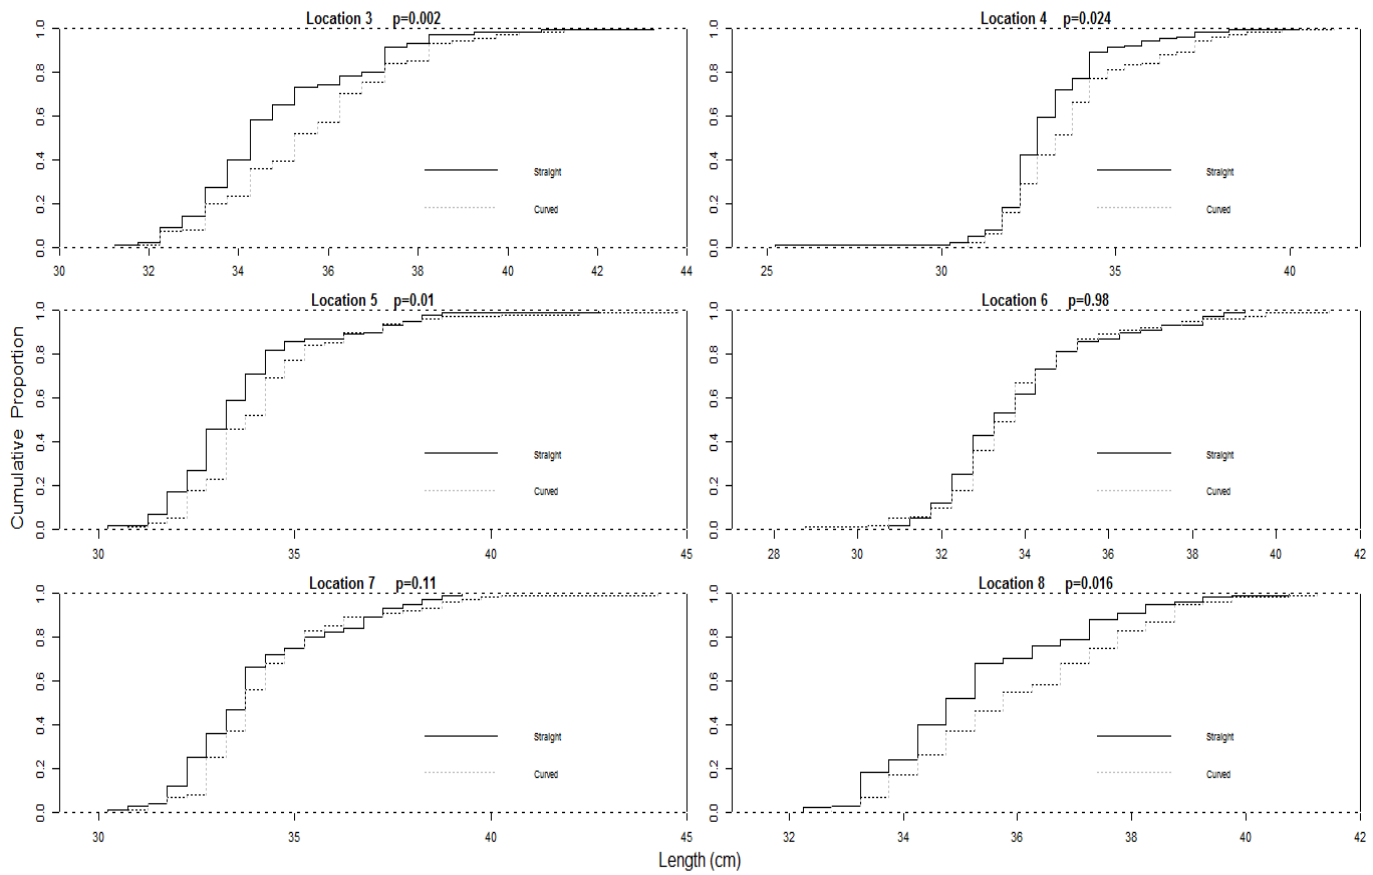 Location 3 p=0.002
1.0
0.8
0.6
0.4
0.2
0.0
Straight
Curved
30 32 34 36 38 40 42 44
Location 4 p=0.024
1.0
0.8
0.6
0.4
0.2
0.0
Straight
Curved
25 30 35 40
Cumulative Proportion
Location 5 p=0.01
1.0
0.8
0.6
0.4
0.2
0.0
Straight
Curved
30 35 40 45
Location 6 p=0.98
1.0
0.8
0.6
0.4
0.2
0.0
Straight
Curved
28 30 32 34 36 38 40 42
Location 7 p=0.11
1.0
0.8
0.6
0.4
0.2
0.0
Straight
Curved
30 35 40 45
Location 8 p=0.016
1.0
0.8
0.6
0.4
0.2
0.0
Straight
Curved
32 34 36 38 40 42
Length (cm)